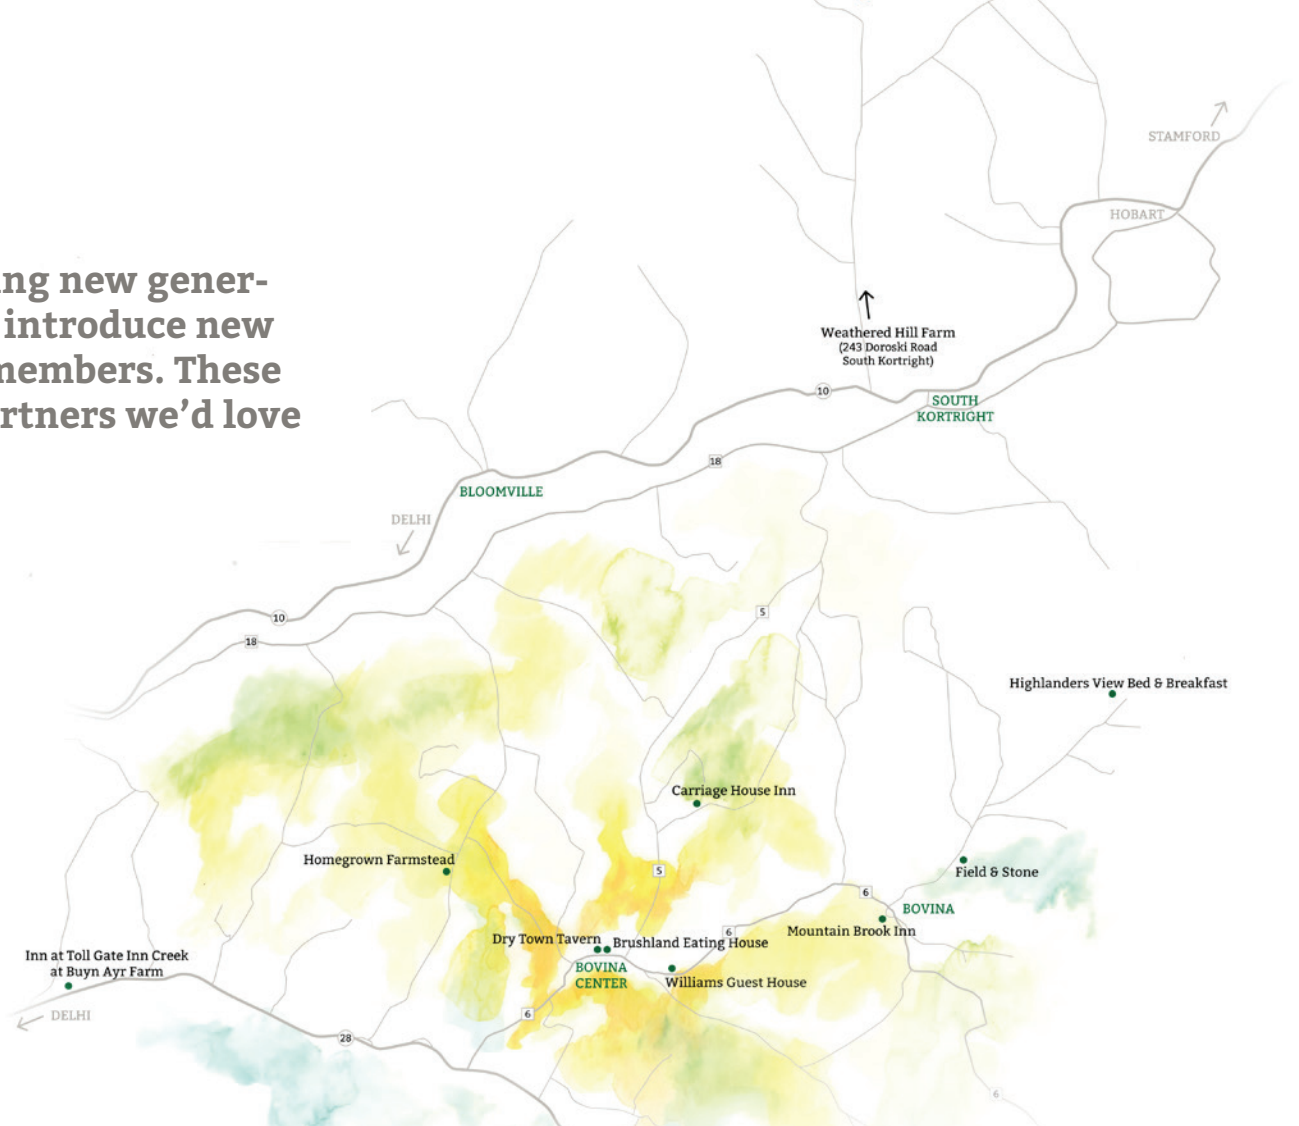 STAMFORD
HOBART
ing new gener-
introduce new
members. These
artners we'd love
Weathered Hill Farm
(243 Doroski Road
South Kortright)
10
SOUTH
KORTRIGHT
18
BLOOMVILLE
DELHI
10
18
5
Highlanders View Bed & Breakfast
Carriage House Inn
Homegrown Farmstead
5
Field & Stone
6
BOVINA
Mountain Brook Inn
6
Dry Town Tavern
Brushland Eating House
BOVINA
CENTER
Williams Guest House
Inn at Toll Gate Inn Creek
at Buyn Ayr Farm
DELHI
6
28
6